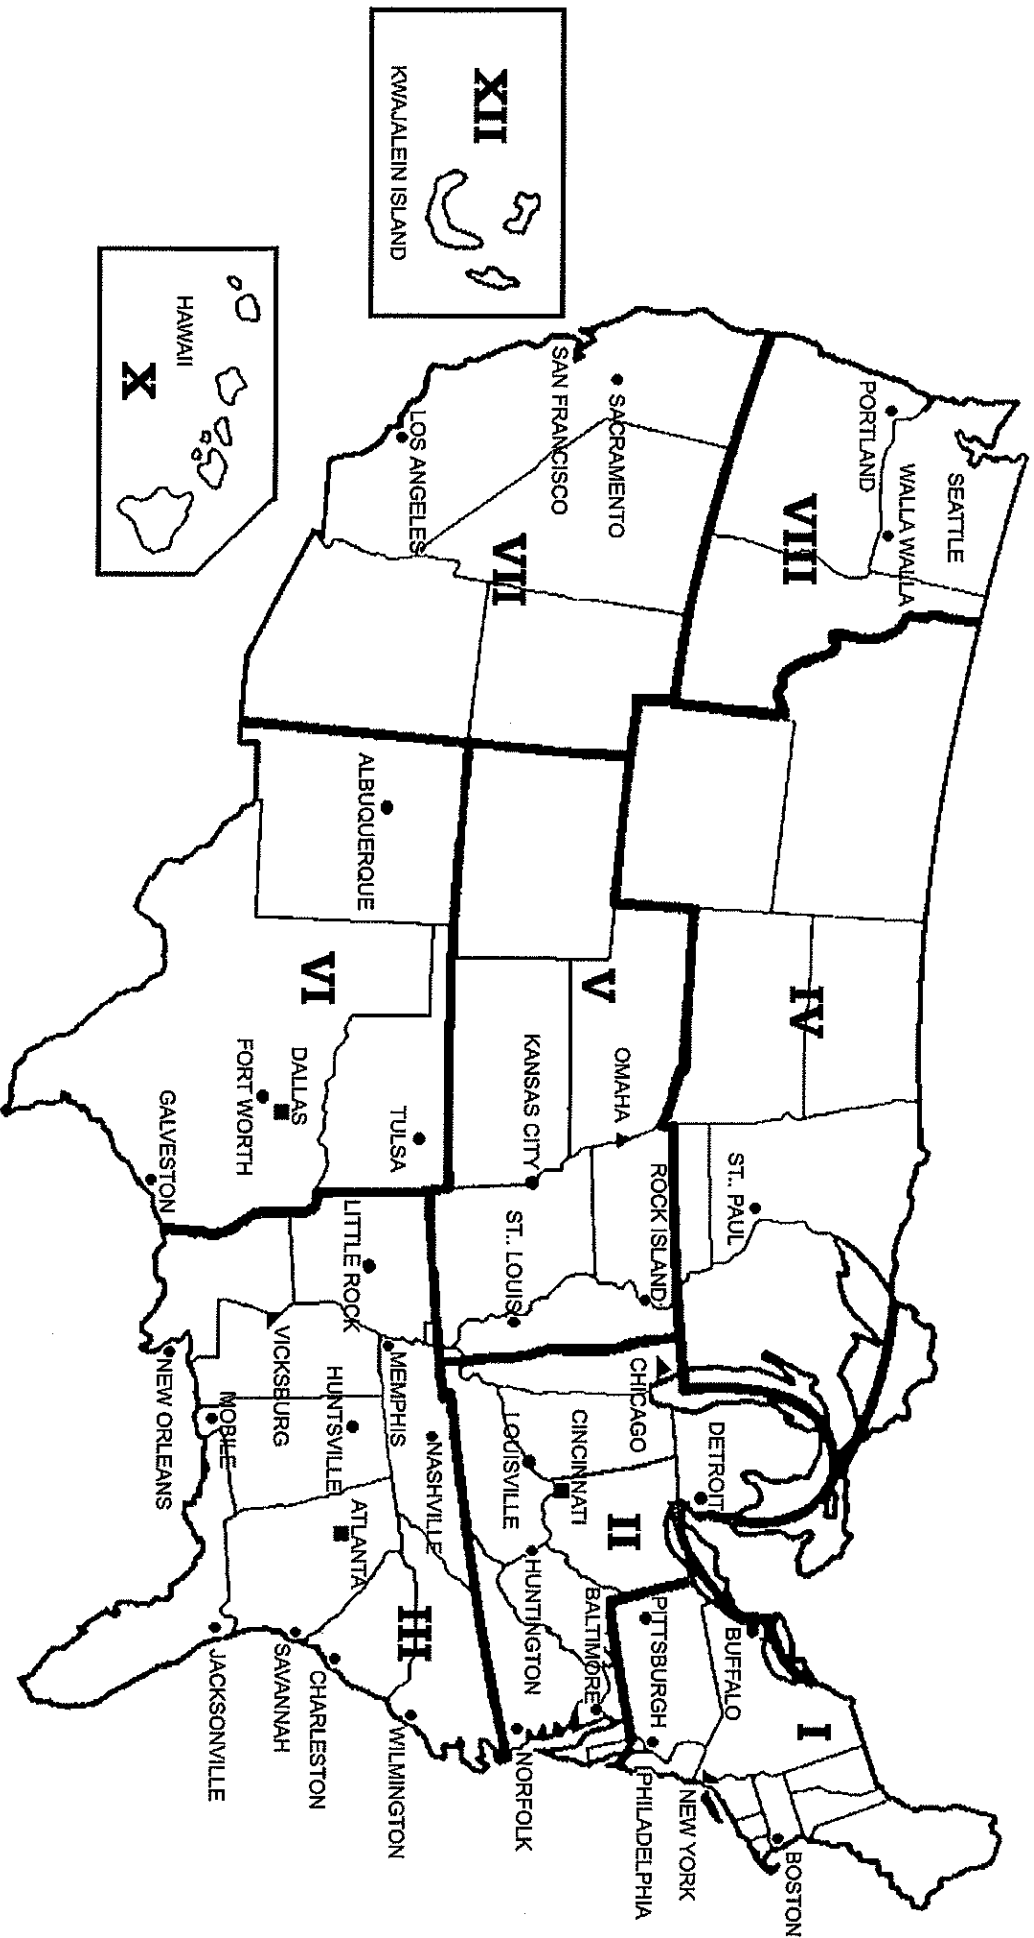 SEATTLE
WALLA WALLA
PORTLAND
VIII
SACRAMENTO
SAN FRANCISCO
LOS ANGELES
VII
XII
KWAJALEIN ISLAND
HAWAII
X
IV
ST.. PAUL
V
OMAHA
ROCK ISLAND
KANSAS CITY
ST.. LOUIS
ALBUQUERQUE
VI
TULSA
DALLAS
FORT WORTH
GALVESTON
DETROIT
CHICAGO
II
CINCINNATI
LOUISVILLE
HUNTINGTON
BALTIMORE
NORFOLK
I
BUFFALO
BOSTON
NEW YORK
PITTSBURGH
PHILADELPHIA
NASHVILLE
MEMPHIS
LITTLE ROCK
HUNTSVILLE
VICKSBURG
ATLANTA
III
WILMINGTON
CHARLESTON
SAVANNAH
JACKSONVILLE
MOBILE
NEW ORLEANS